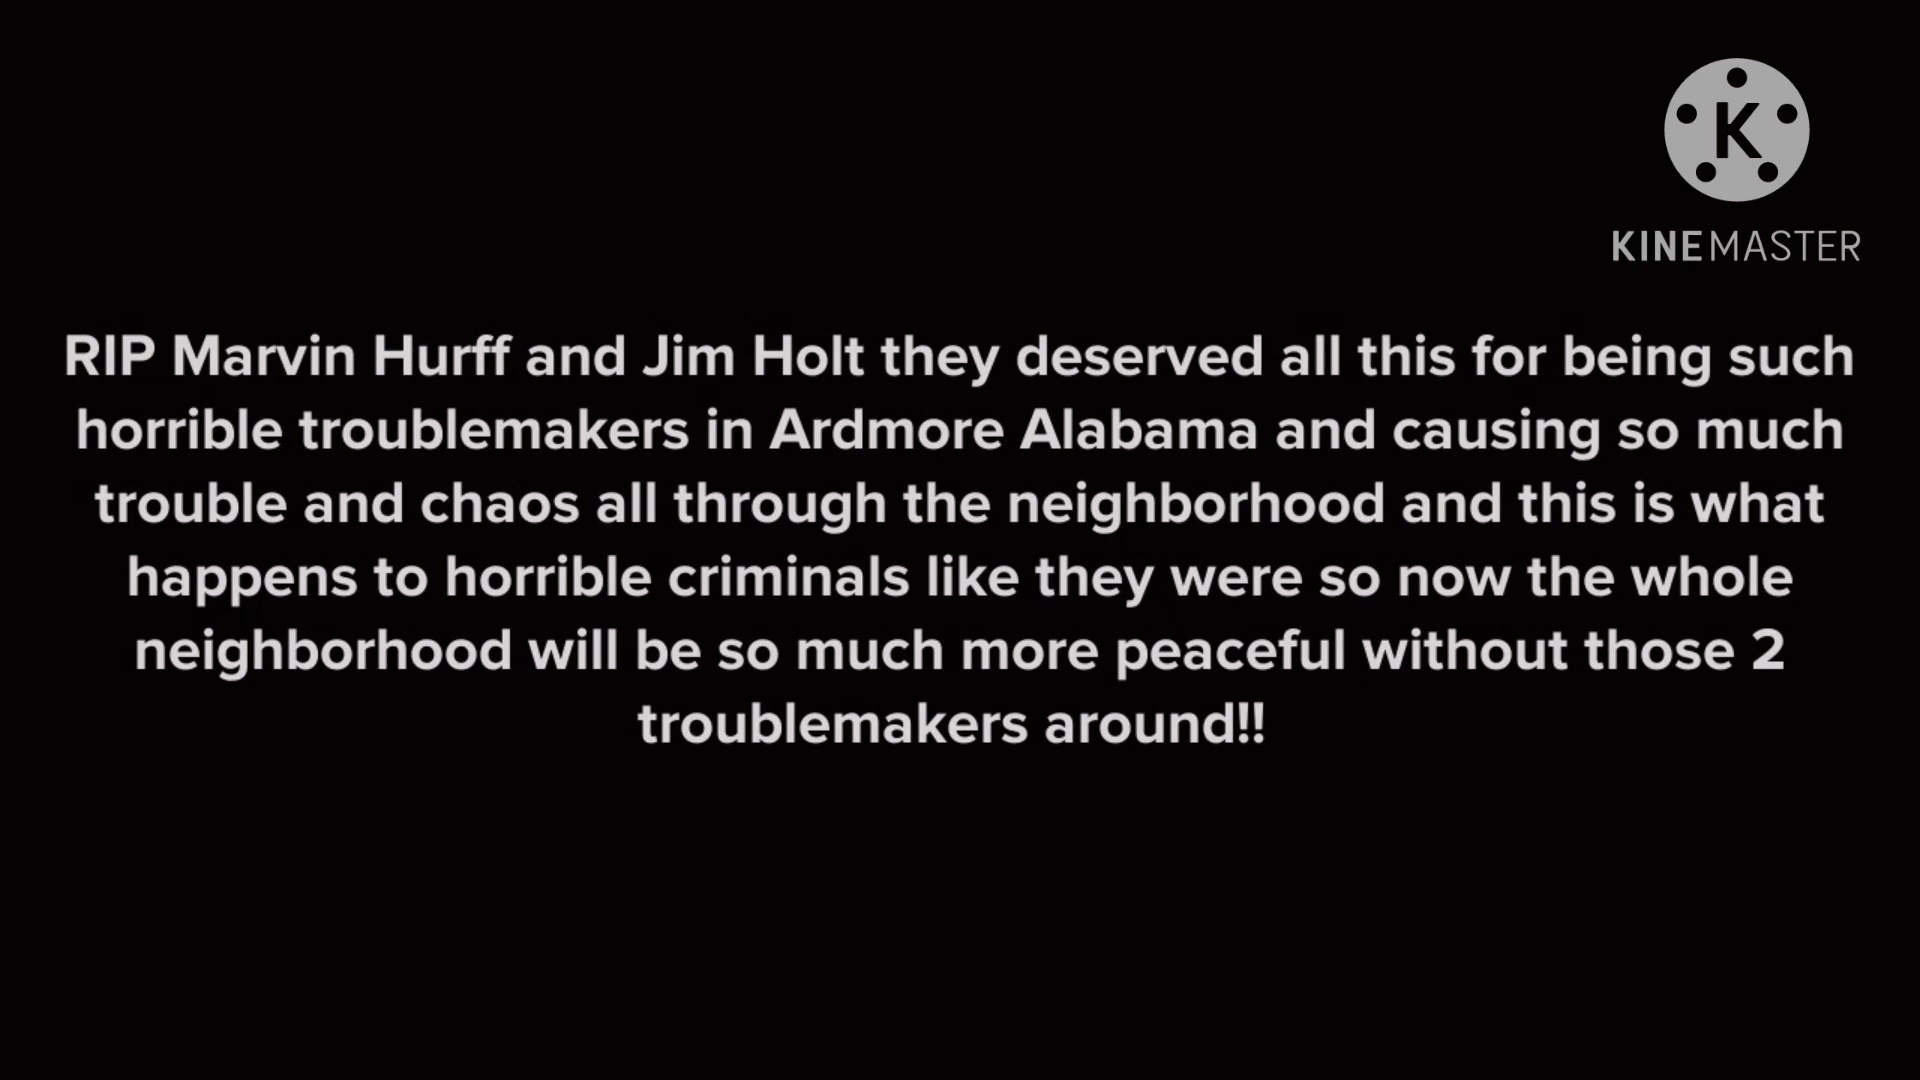 K
KINEMASTER
RIP Marvin Hurff and Jim Holt they deserved all this for being such
horrible troublemakers in Ardmore Alabama and causing so much
trouble and chaos all through the neighborhood and this is what
happens to horrible criminals like they were so now the whole
neighborhood will be so much more peaceful without those 2
troublemakers around!!